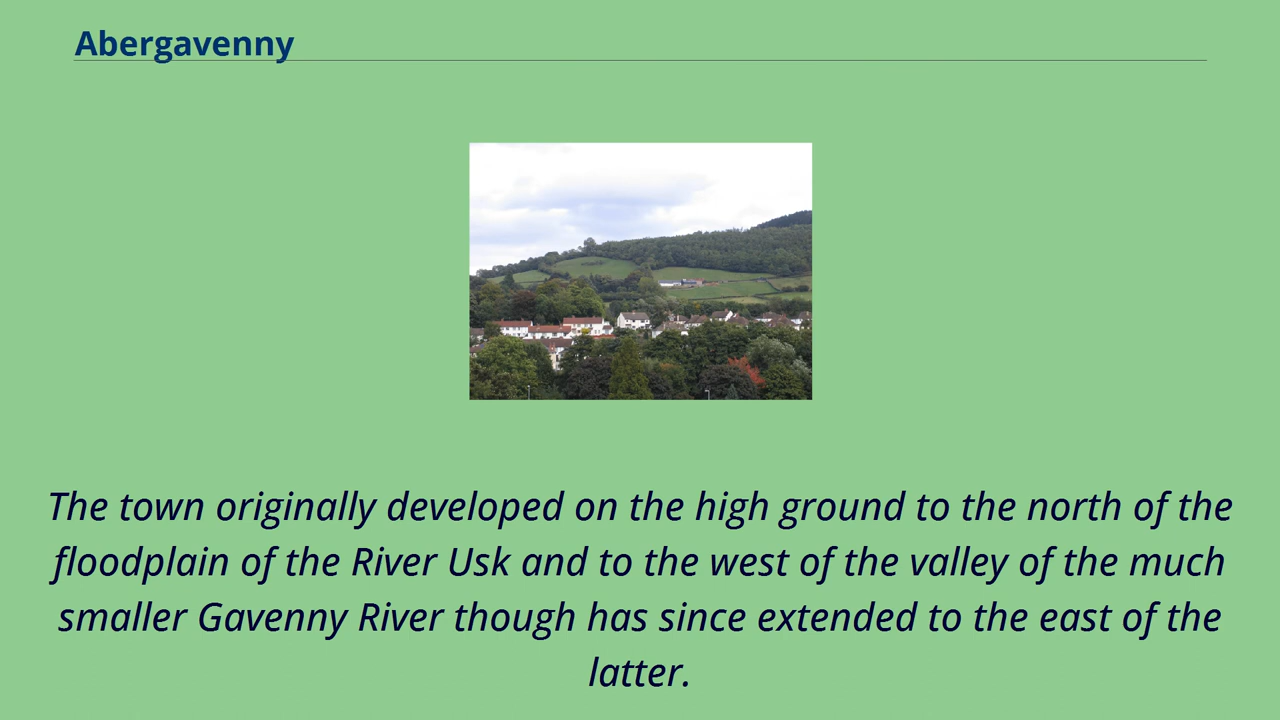 Abergavenny
The town originally developed on the high ground to the north of the
floodplain of the River Usk and to the west of the valley of the much
smaller Gavenny River though has since extended to the east of the
latter.